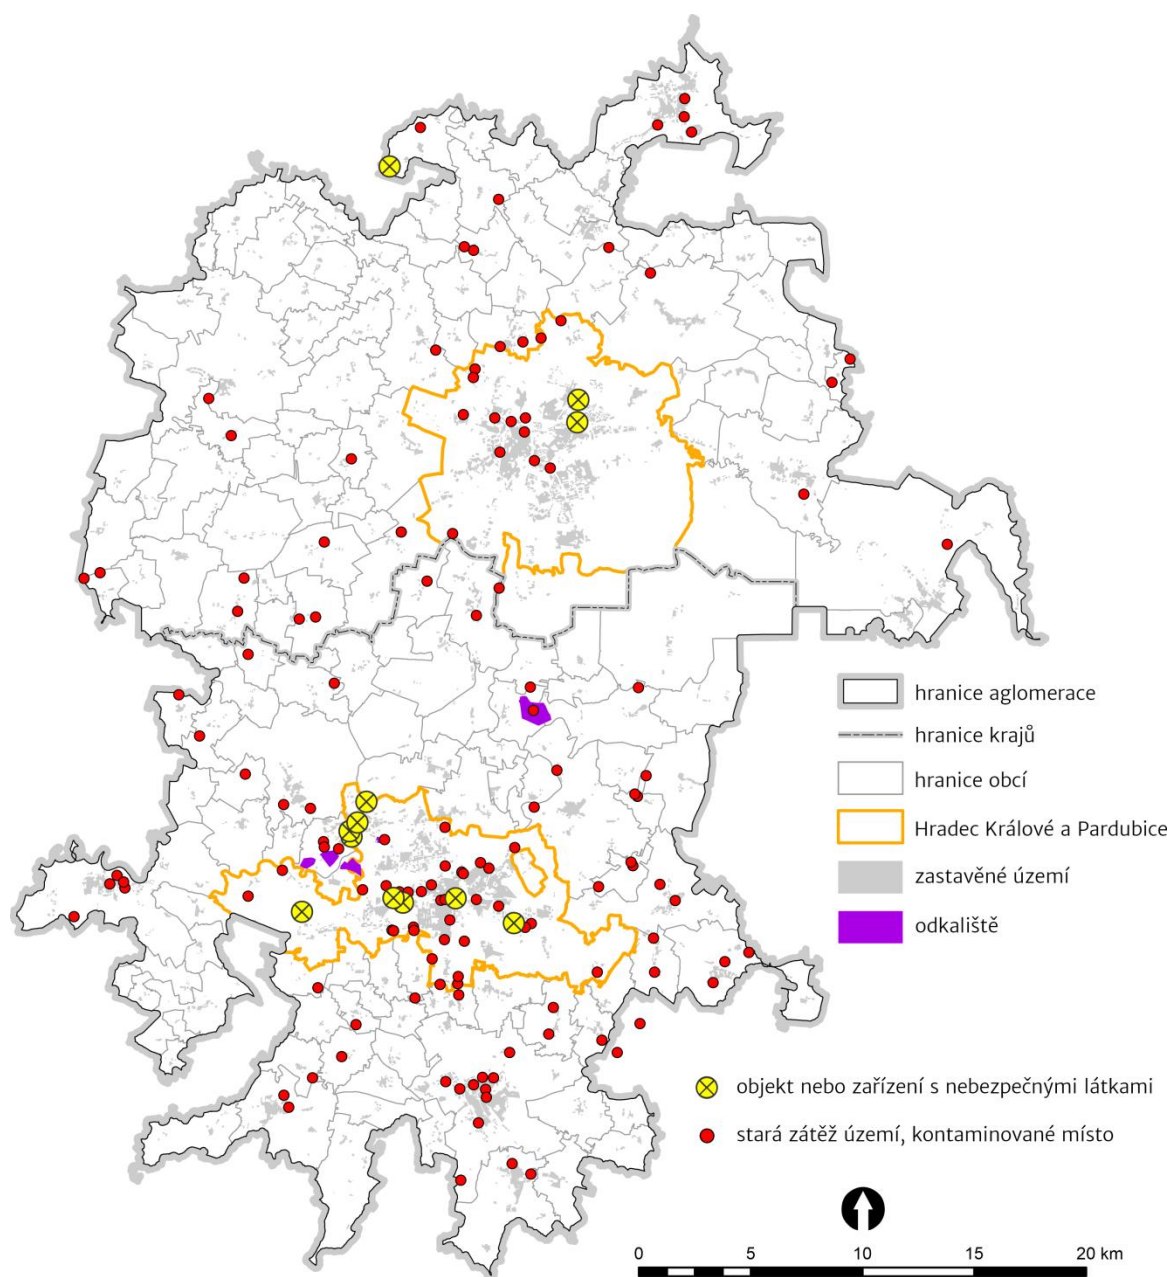 hranice aglomerace
hranice krajů
hranice obcí
Hradec Králové a Pardubice
zastavěné území
odkaliště
objekt nebo zařízení s nebezpečnými látkami
stará zátěž území, kontaminované místo
0 5 10 15 20 km